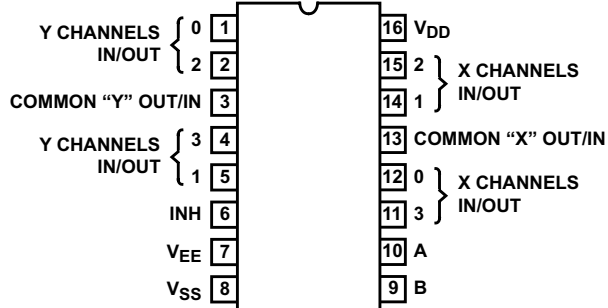 Y CHANNELS
IN/OUT
0 1
2 2
COMMON “Y” OUT/IN 3
Y CHANNELS
IN/OUT
3 4
1 5
INH 6
VEE 7
VSS 8
16 VDD
15 2
14 1
X CHANNELS
IN/OUT
13 COMMON “X” OUT/IN
12 0
11 3
X CHANNELS
IN/OUT
10 A
9 B